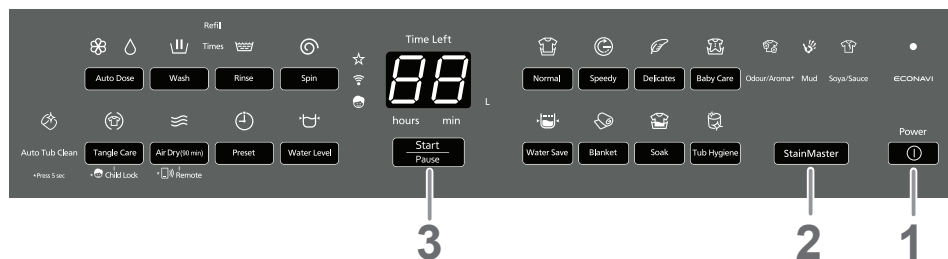 Refill
Times
Time Left
Auto Dose
Wash
Rinse
Spin
88
L
hours min
Normal
Speedy
Delicates
Baby Care
Odour/Aroma+
Mud
Soya/Sauce
ECONAVI
Auto Tub Clean
*Press 5 sec
Tangle Care
Air Dry(90 min)
Preset
Water Level
*Child Lock
*Remote
Start
Pause
Water Save
Blanket
Soak
Tub Hygiene
StainMaster
Power
3
2
1